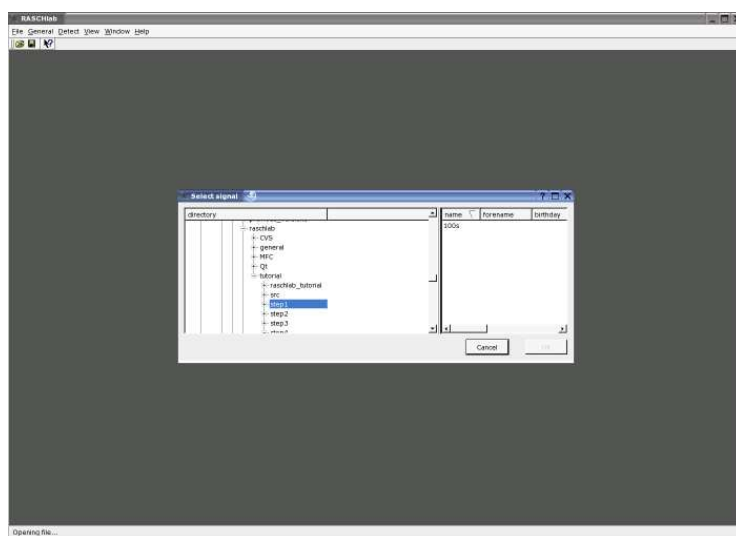 RASCHlab
File General Detect View Window Help
Select signal
directory
name forename birthday
raschlab
CVS
general
MFC
Qt
tutorial
raschlab_tutorial
src
step1
step2
step3
100s
Cancel
Opening file...